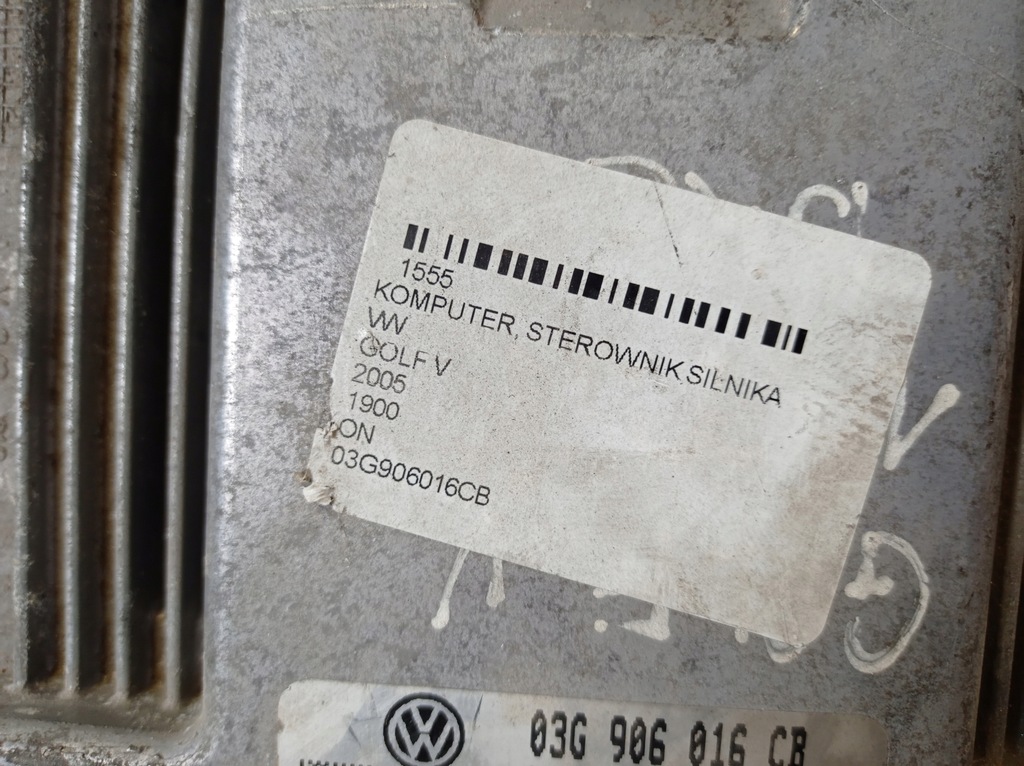 1555
KOMPUTER, STEROWNIK SILNIKA
VW
GOLF V
2005
1900
ON
03G906016CB
03G 906 016 CB